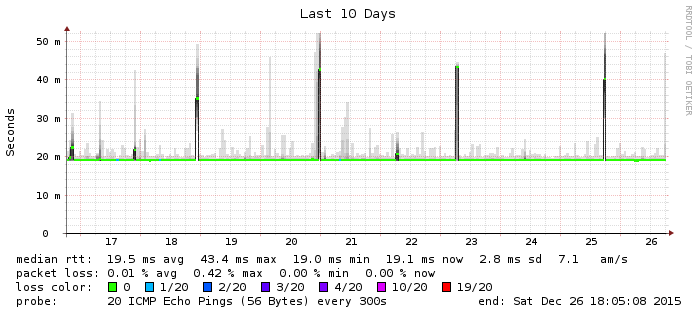 Last 10 Days
RRDTOOL / TOBI OETIKER
Seconds
50 m
40 m
30 m
20 m
10 m
0
17 18 19 20 21 22 23 24 25 26
median rtt: 19.5 ms avg 43.4 ms max 19.0 ms min 19.1 ms now 2.8 ms sd 7.1 am/s
packet loss: 0.01 % avg 0.42 % max 0.00 % min 0.00 % now
loss color: 0 1/20 2/20 3/20 4/20 10/20 19/20
probe: 20 ICMP Echo Pings (56 Bytes) every 300s end: Sat Dec 26 18:05:08 2015